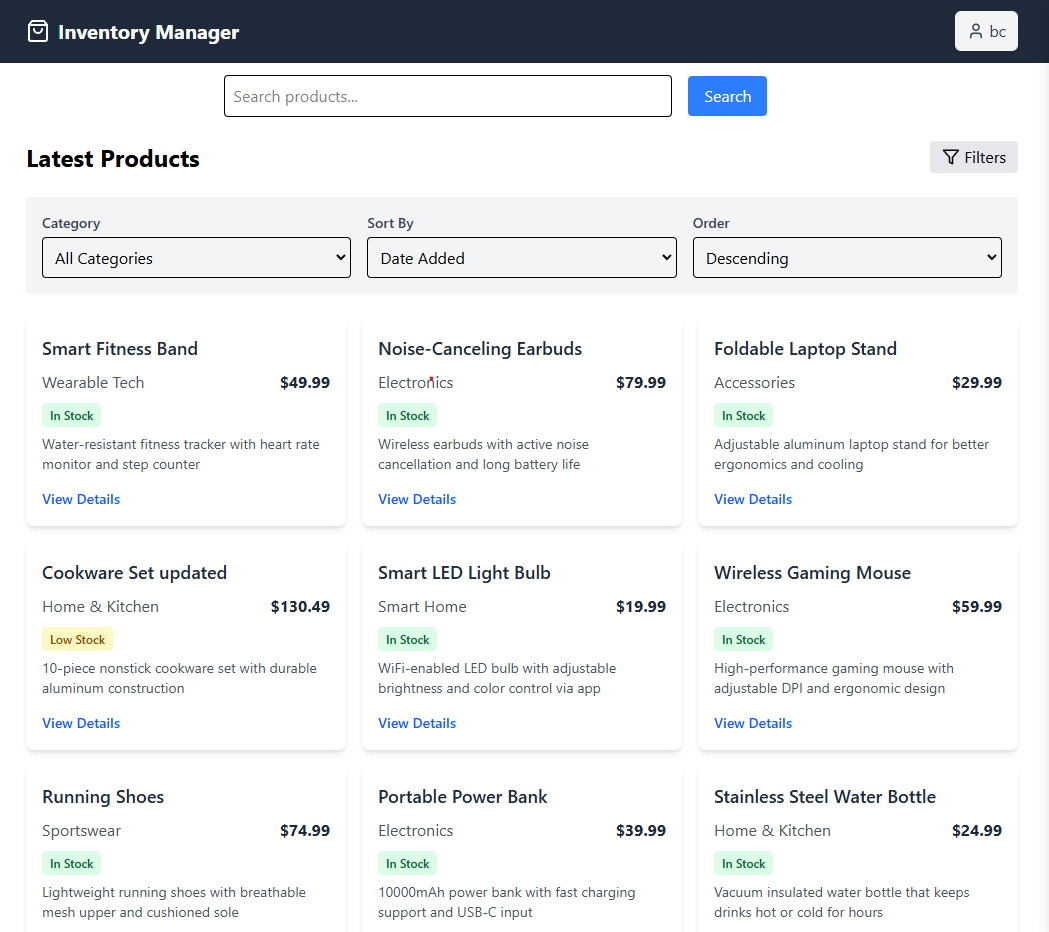 Inventory Manager
bc
Search products...
Search
Latest Products
Filters
Category
Sort By
Order
All Categories
Date Added
Descending
Smart Fitness Band
Wearable Tech
$49.99
In Stock
Water-resistant fitness tracker with heart rate
monitor and step counter
View Details
Noise-Canceling Earbuds
Electronics
$79.99
In Stock
Wireless earbuds with active noise
cancellation and long battery life
View Details
Foldable Laptop Stand
Accessories
$29.99
In Stock
Adjustable aluminum laptop stand for better
ergonomics and cooling
View Details
Cookware Set updated
Home & Kitchen
$130.49
Low Stock
10-piece nonstick cookware set with durable
aluminum construction
View Details
Smart LED Light Bulb
Smart Home
$19.99
In Stock
WiFi-enabled LED bulb with adjustable
brightness and color control via app
View Details
Wireless Gaming Mouse
Electronics
$59.99
In Stock
High-performance gaming mouse with
adjustable DPI and ergonomic design
View Details
Running Shoes
Sportswear
$74.99
In Stock
Lightweight running shoes with breathable
mesh upper and cushioned sole
Portable Power Bank
Electronics
$39.99
In Stock
10000mAh power bank with fast charging
support and USB-C input
Stainless Steel Water Bottle
Home & Kitchen
$24.99
In Stock
Vacuum insulated water bottle that keeps
drinks hot or cold for hours